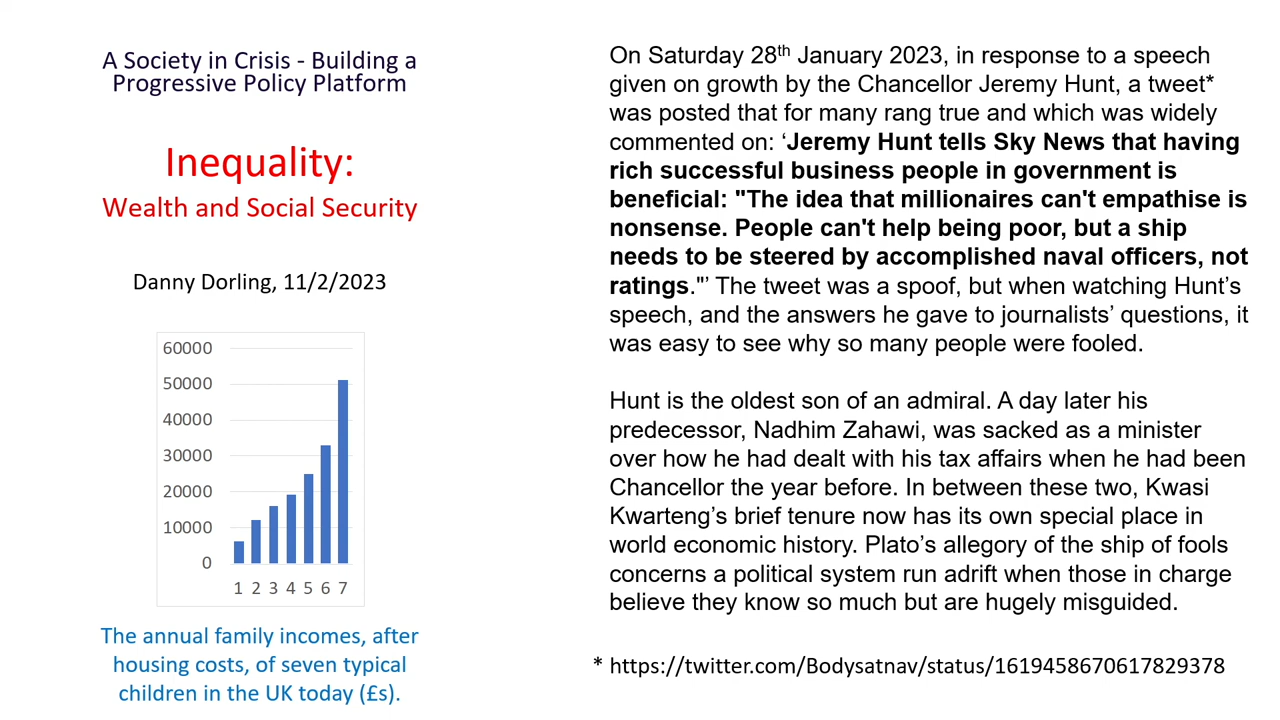 A Society in Crisis - Building a
Progressive Policy Platform
Inequality:
Wealth and Social Security
Danny Dorling, 11/2/2023
60000
50000
40000
30000
20000
10000
0
1 2 3 4 5 6 7
The annual family incomes, after
housing costs, of seven typical
children in the UK today (£s).
On Saturday 28th January 2023, in response to a speech
given on growth by the Chancellor Jeremy Hunt, a tweet*
was posted that for many rang true and which was widely
commented on: ‘Jeremy Hunt tells Sky News that having
rich successful business people in government is
beneficial: "The idea that millionaires can't empathise is
nonsense. People can't help being poor, but a ship
needs to be steered by accomplished naval officers, not
ratings."’ The tweet was a spoof, but when watching Hunt’s
speech, and the answers he gave to journalists’ questions, it
was easy to see why so many people were fooled.
Hunt is the oldest son of an admiral. A day later his
predecessor, Nadhim Zahawi, was sacked as a minister
over how he had dealt with his tax affairs when he had been
Chancellor the year before. In between these two, Kwasi
Kwarteng’s brief tenure now has its own special place in
world economic history. Plato’s allegory of the ship of fools
concerns a political system run adrift when those in charge
believe they know so much but are hugely misguided.
* https://twitter.com/Bodysatnav/status/1619458670617829378